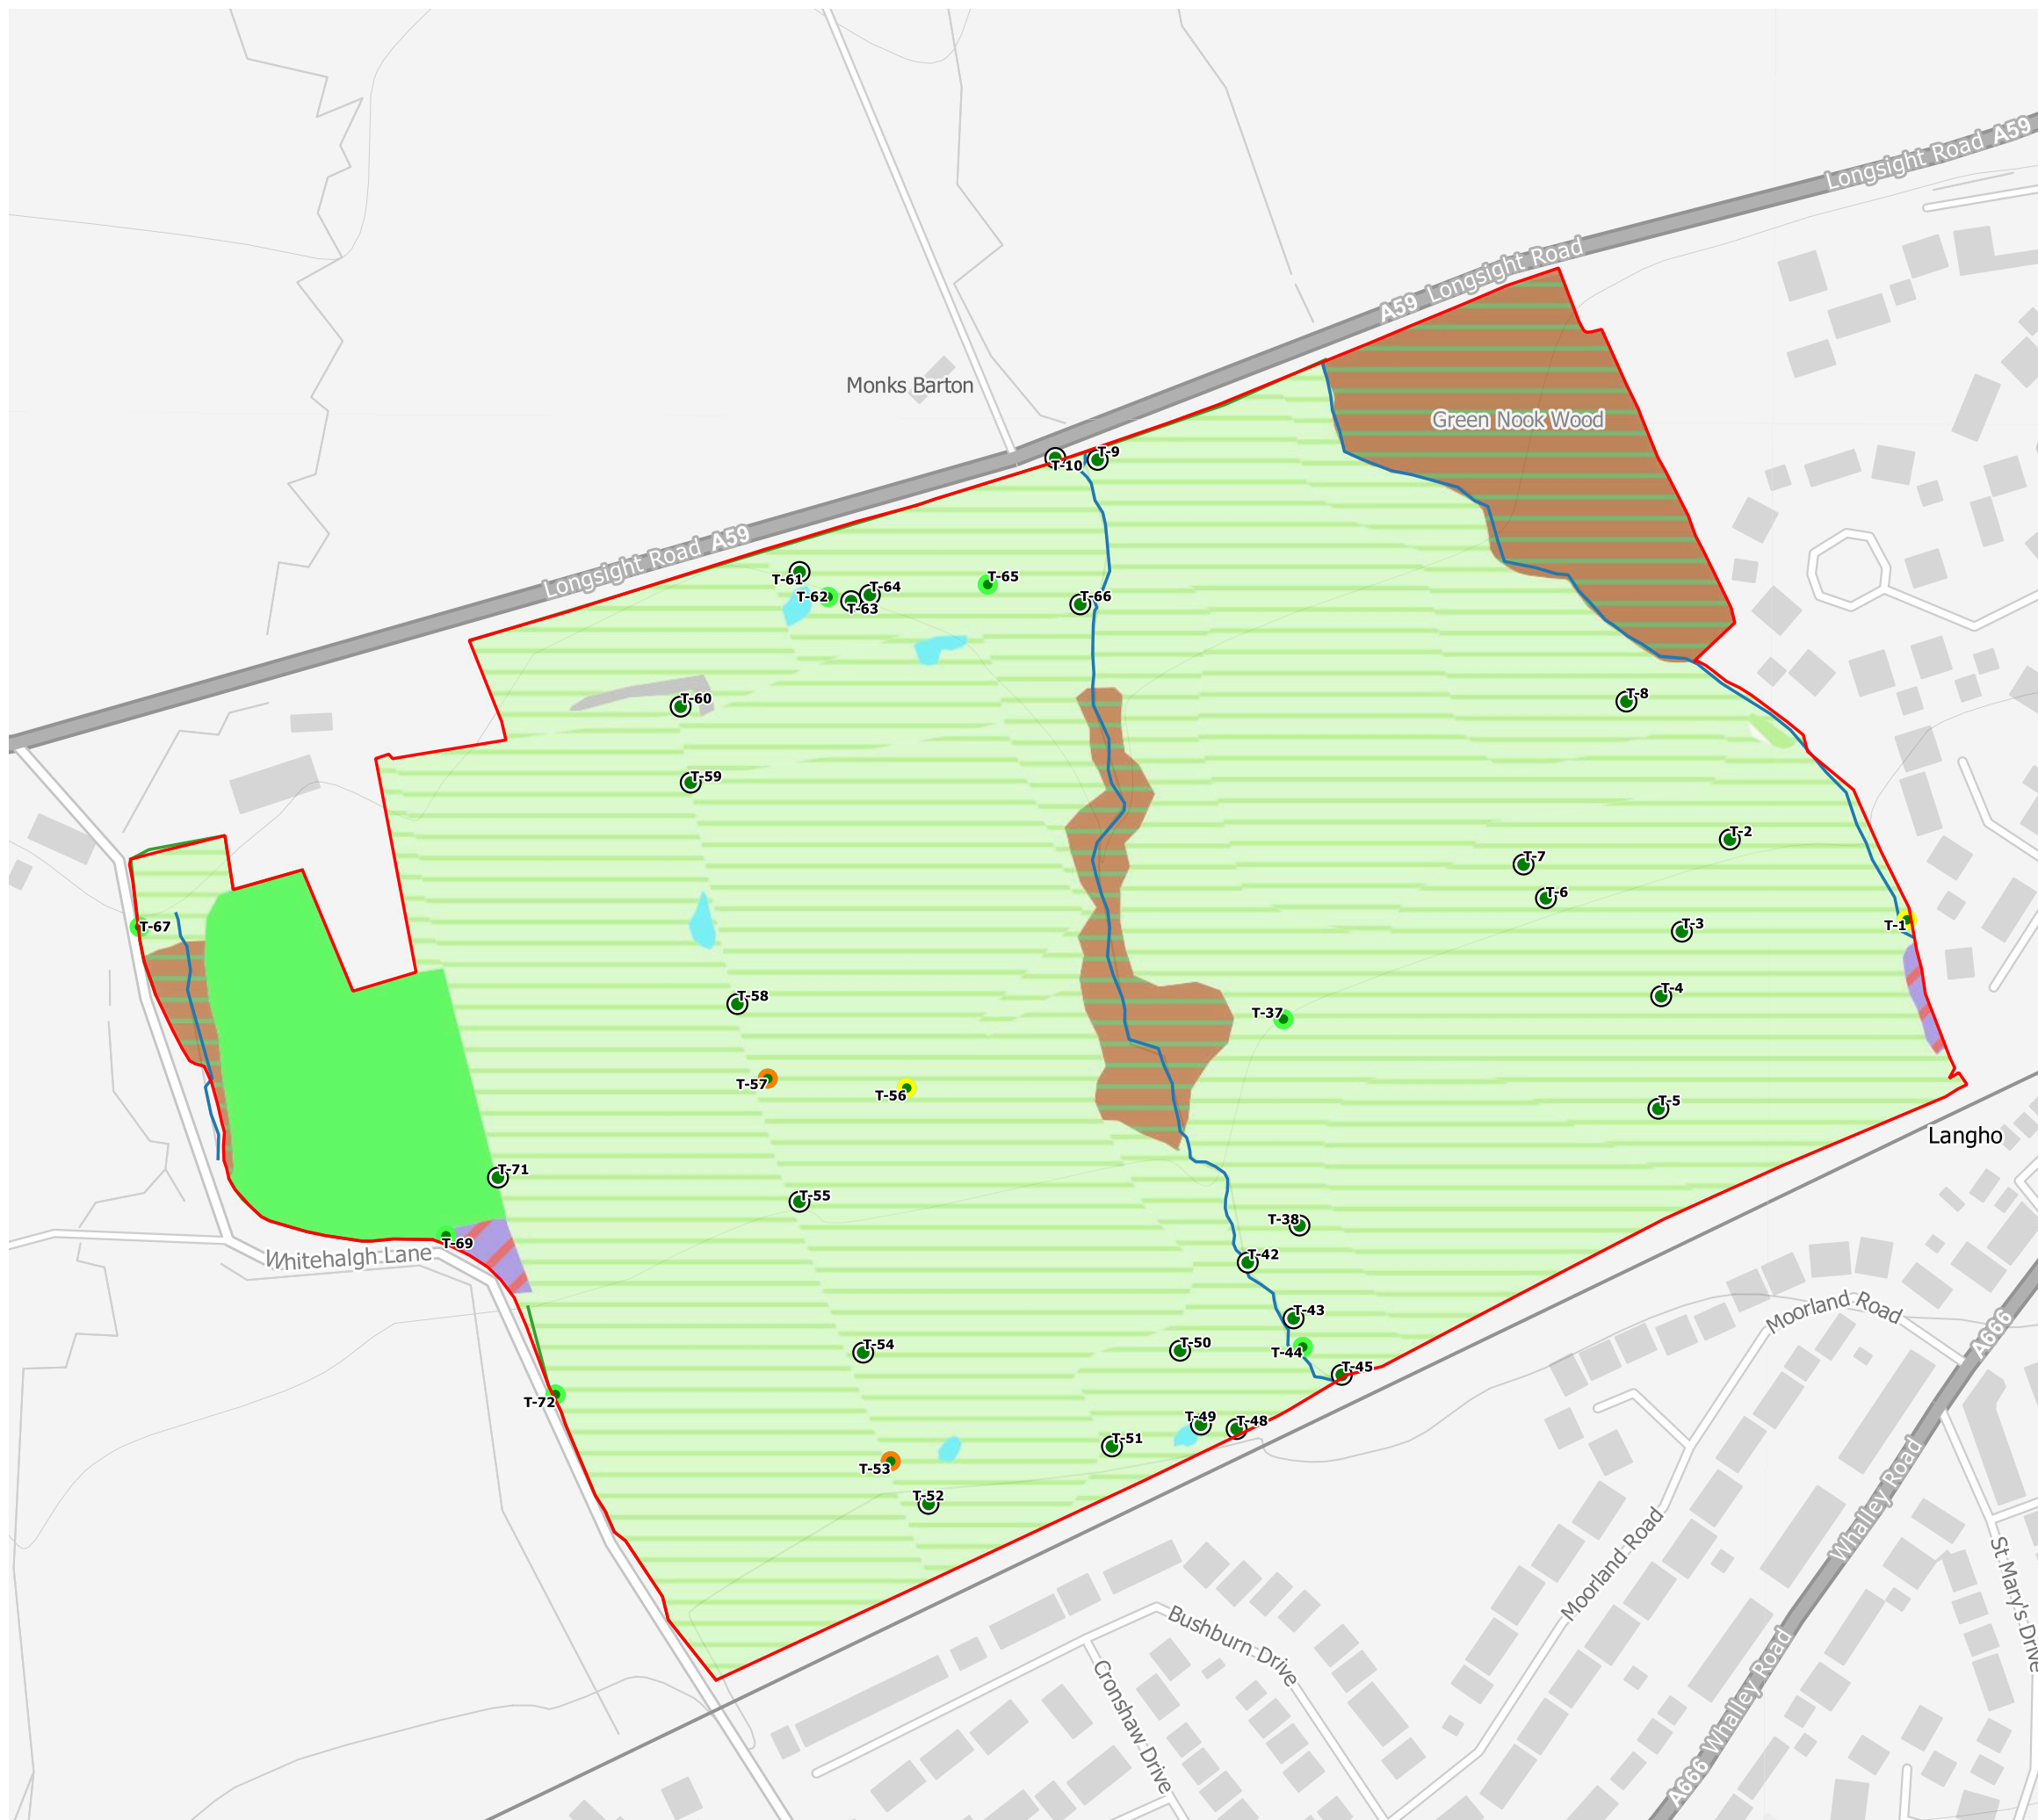 Longsight Road A59
A59 Longsight Road
Monks Barton
Green Nook Wood
T-9
T-10
Longsight Road A59
T-61
T-62
T-64
T-63
T-65
T-66
T-60
T-8
T-59
T-2
T-7
T-6
T-67
T-1
T-3
T-58
T-4
T-37
T-57
T-56
T-5
Langho
T-71
T-55
T-38
T-69
Whitehalgh Lane
T-42
T-43
Moorland Road
A666
T-54
T-50
T-44
T-45
T-72
T-49
T-48
T-51
T-53
T-52
Whalley Road
Moorland Road
St Mary's Drive
Bushburn Drive
Cronshaw Drive
A666 Whalley Road